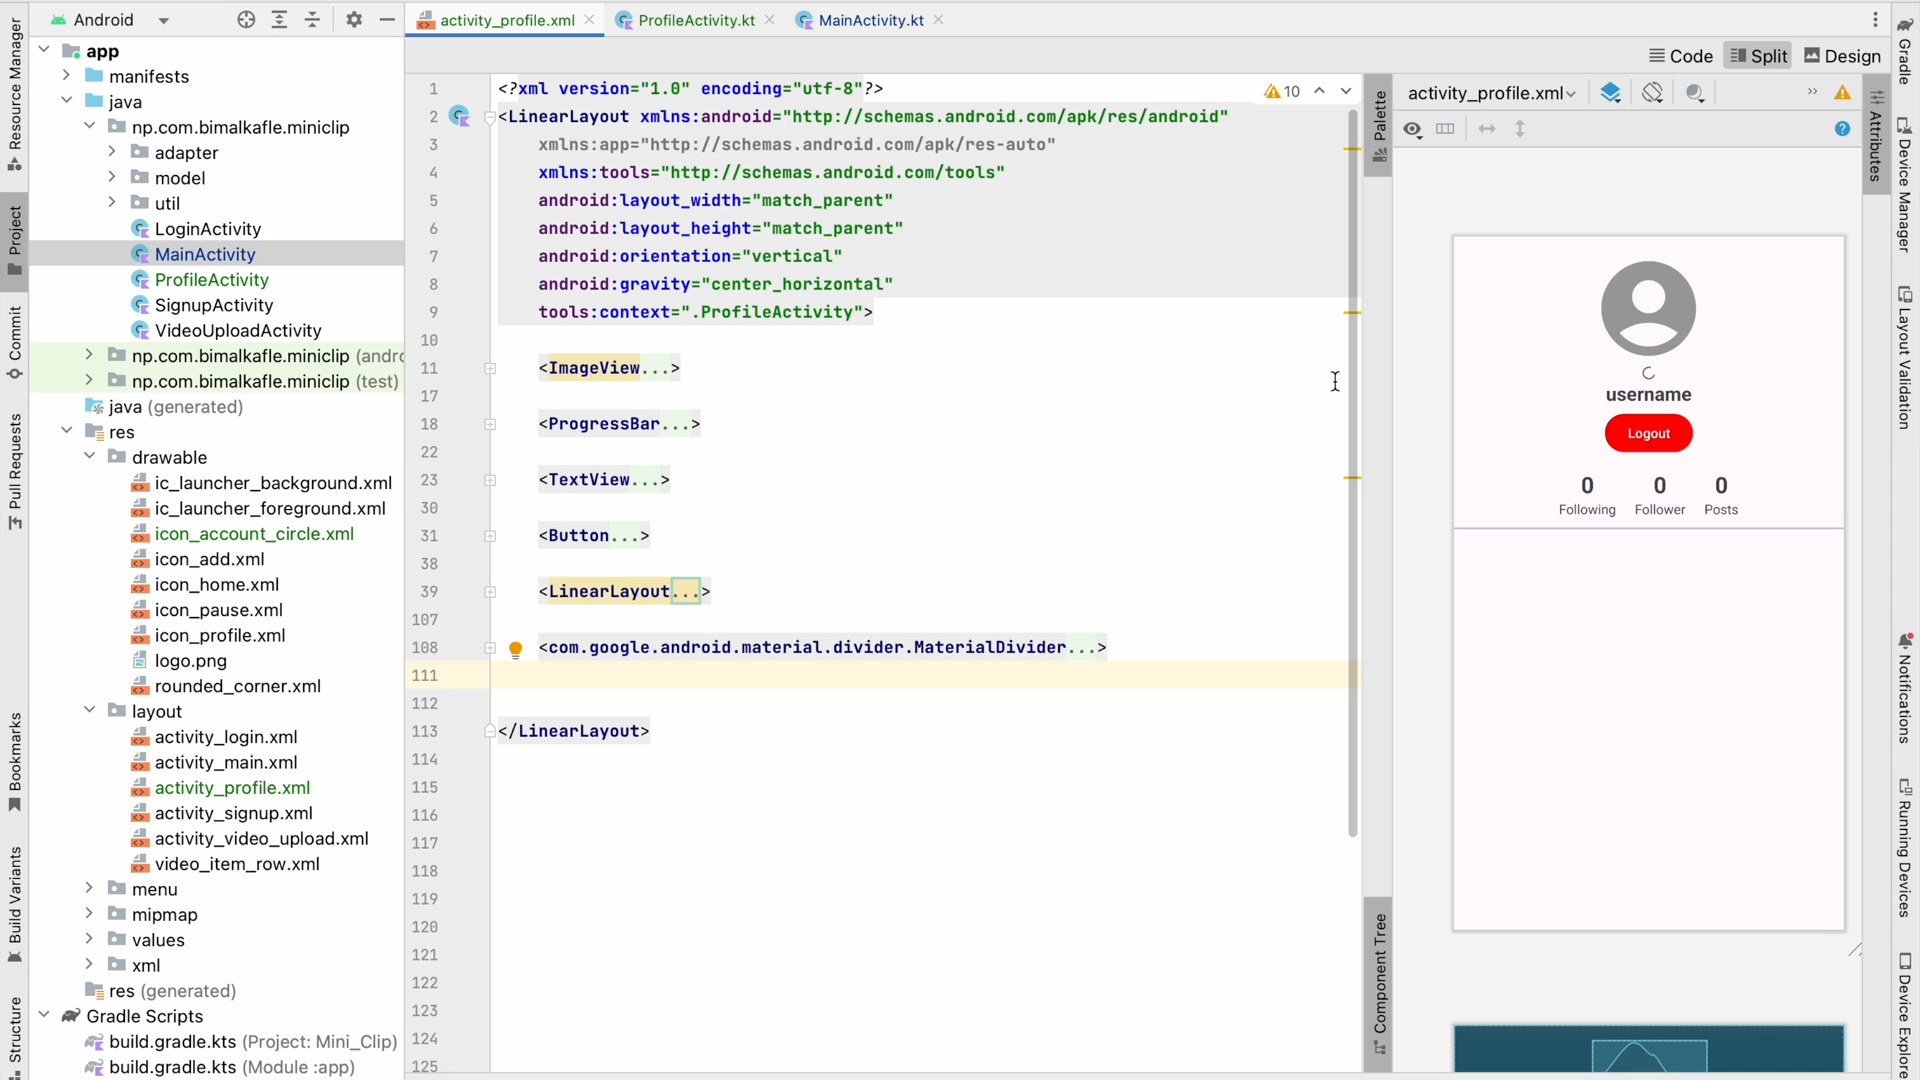 Android
activity_profile.xml
ProfileActivity.kt
MainActivity.kt
Code
Split
Design
Resource Manager
Project
Commit
Pull Requests
Bookmarks
Build Variants
Structure
app
manifests
java
np.com.bimalkafle.miniclip
adapter
model
util
LoginActivity
MainActivity
ProfileActivity
SignupActivity
VideoUploadActivity
np.com.bimalkafle.miniclip (andro
np.com.bimalkafle.miniclip (test)
java (generated)
res
drawable
ic_launcher_background.xml
ic_launcher_foreground.xml
icon_account_circle.xml
icon_add.xml
icon_home.xml
icon_pause.xml
icon_profile.xml
logo.png
rounded_corner.xml
layout
activity_login.xml
activity_main.xml
activity_profile.xml
activity_signup.xml
activity_video_upload.xml
video_item_row.xml
menu
mipmap
values
xml
res (generated)
Gradle Scripts
build.gradle.kts (Project: Mini_Clip)
build.gradle.kts (Module :app)
1 <?xml version="1.0" encoding="utf-8"?>
2 <LinearLayout xmlns:android="http://schemas.android.com/apk/res/android"
3 xmlns:app="http://schemas.android.com/apk/res-auto"
4 xmlns:tools="http://schemas.android.com/tools"
5 android:layout_width="match_parent"
6 android:layout_height="match_parent"
7 android:orientation="vertical"
8 android:gravity="center_horizontal"
9 tools:context=".ProfileActivity">
10
11 <ImageView...>
17
18 <ProgressBar...>
22
23 <TextView...>
30
31 <Button...>
38
39 <LinearLayout...>
107
108 <com.google.android.material.divider.MaterialDivider...>
111
112
113 </LinearLayout>
114
115
116
117
118
119
120
121
122
123
124
125
10
Palette
Component Tree
activity_profile.xml
username
Logout
0 0 0
Following Follower Posts
Attributes
Gradle
Device Manager
Layout Validation
Notifications
Running Devices
Device Explore